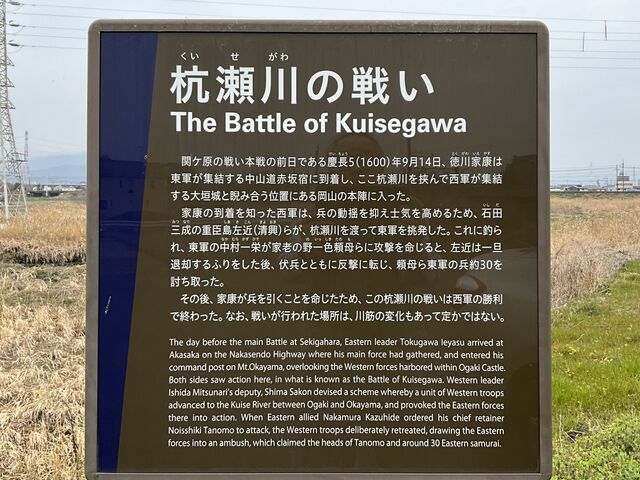 くいせがわ
杭瀬川の戦い
The Battle of Kuisegawa
関ケ原の戦い本戦の前日である慶長5(1600)年9月14日、徳川家康は
東軍が集結する中山道赤坂宿に到着し、ここ杭瀬川を挟んで西軍が集結
する大垣城と睨み合う位置にある岡山の本陣に入った。
家康の到着を知った西軍は、兵の動揺を抑え士気を高めるため、石田
三成の重臣島左近(清興)らが、杭瀬川を渡って東軍を挑発した。これに釣ら
れ、東軍の中村一栄が家老の野一色頼母らに攻撃を命じると、左近は一旦
退却するふりをした後、伏兵とともに反撃に転じ、頼母ら東軍の兵約30を
討ち取った。
その後、家康が兵を引くことを命じたため、この杭瀬川の戦いは西軍の勝利
で終わった。なお、戦いが行われた場所は、川筋の変化もあって定かではない。
The day before the main Battle at Sekigahara, Eastern leader Tokugawa Ieyasu arrived at
Akasaka on the Nakasendo Highway where his main force had gathered, and entered his
command post on Mt.Okayama, overlooking the Western forces harbored within Ogaki Castle.
Both sides saw action here, in what is known as the Battle of Kuisegawa. Western leader
Ishida Mitsunari's deputy, Shima Sakon devised a scheme whereby a unit of Western troops
advanced to the Kuise River between Ogaki and Okayama, and provoked the Eastern forces
there into action. When Eastern allied Nakamura Kazuhide ordered his chief retainer
Noisshiki Tanomo to attack, the Western troops deliberately retreated, drawing the Eastern
forces into an ambush, which claimed the heads of Tanomo and around 30 Eastern samurai.